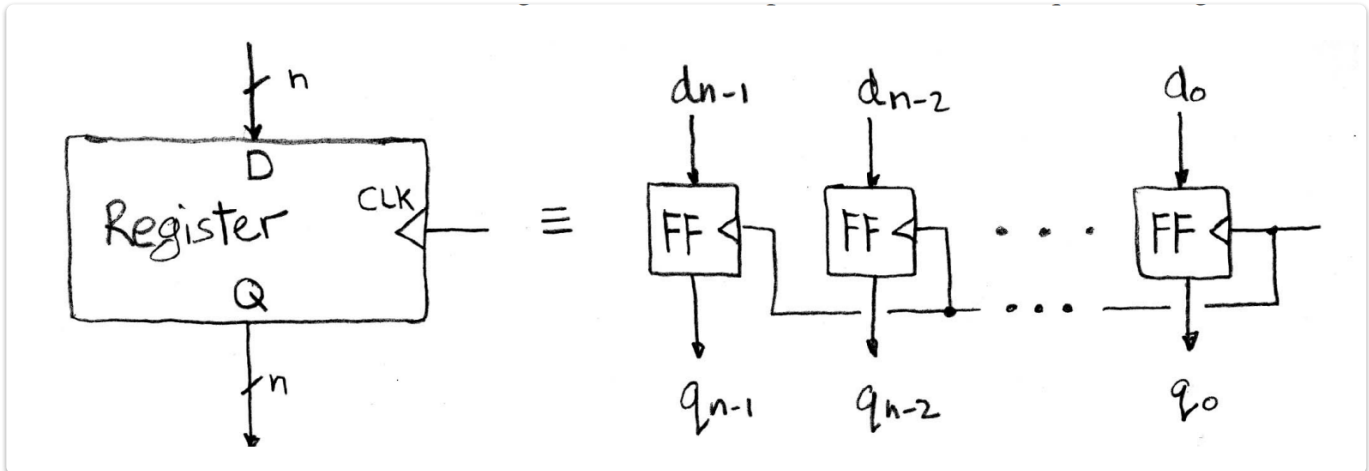 n
D
CLK
Register
Q
n
≡
dn-1 dn-2 d0
FF FF . . . FF
...
qn-1 qn-2 q0